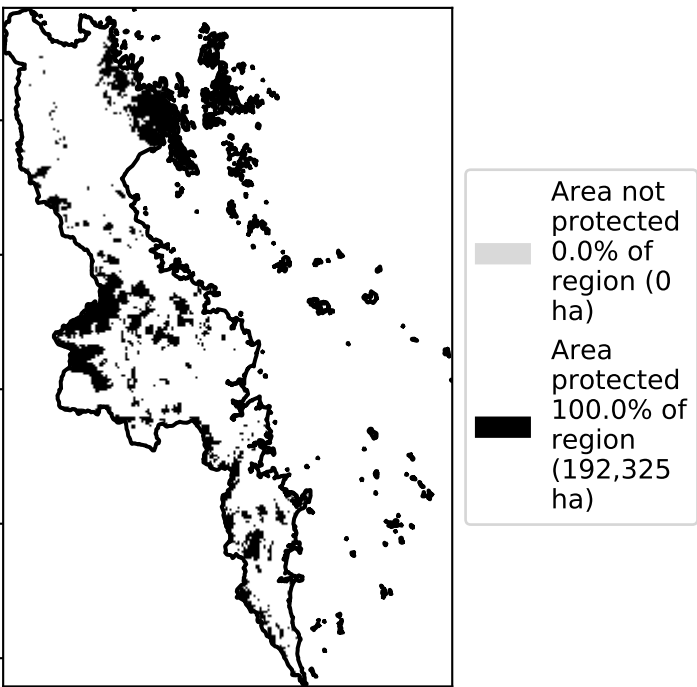 Area not
protected
0.0% of
region (0
ha)
Area
protected
100.0% of
region
(192,325
ha)